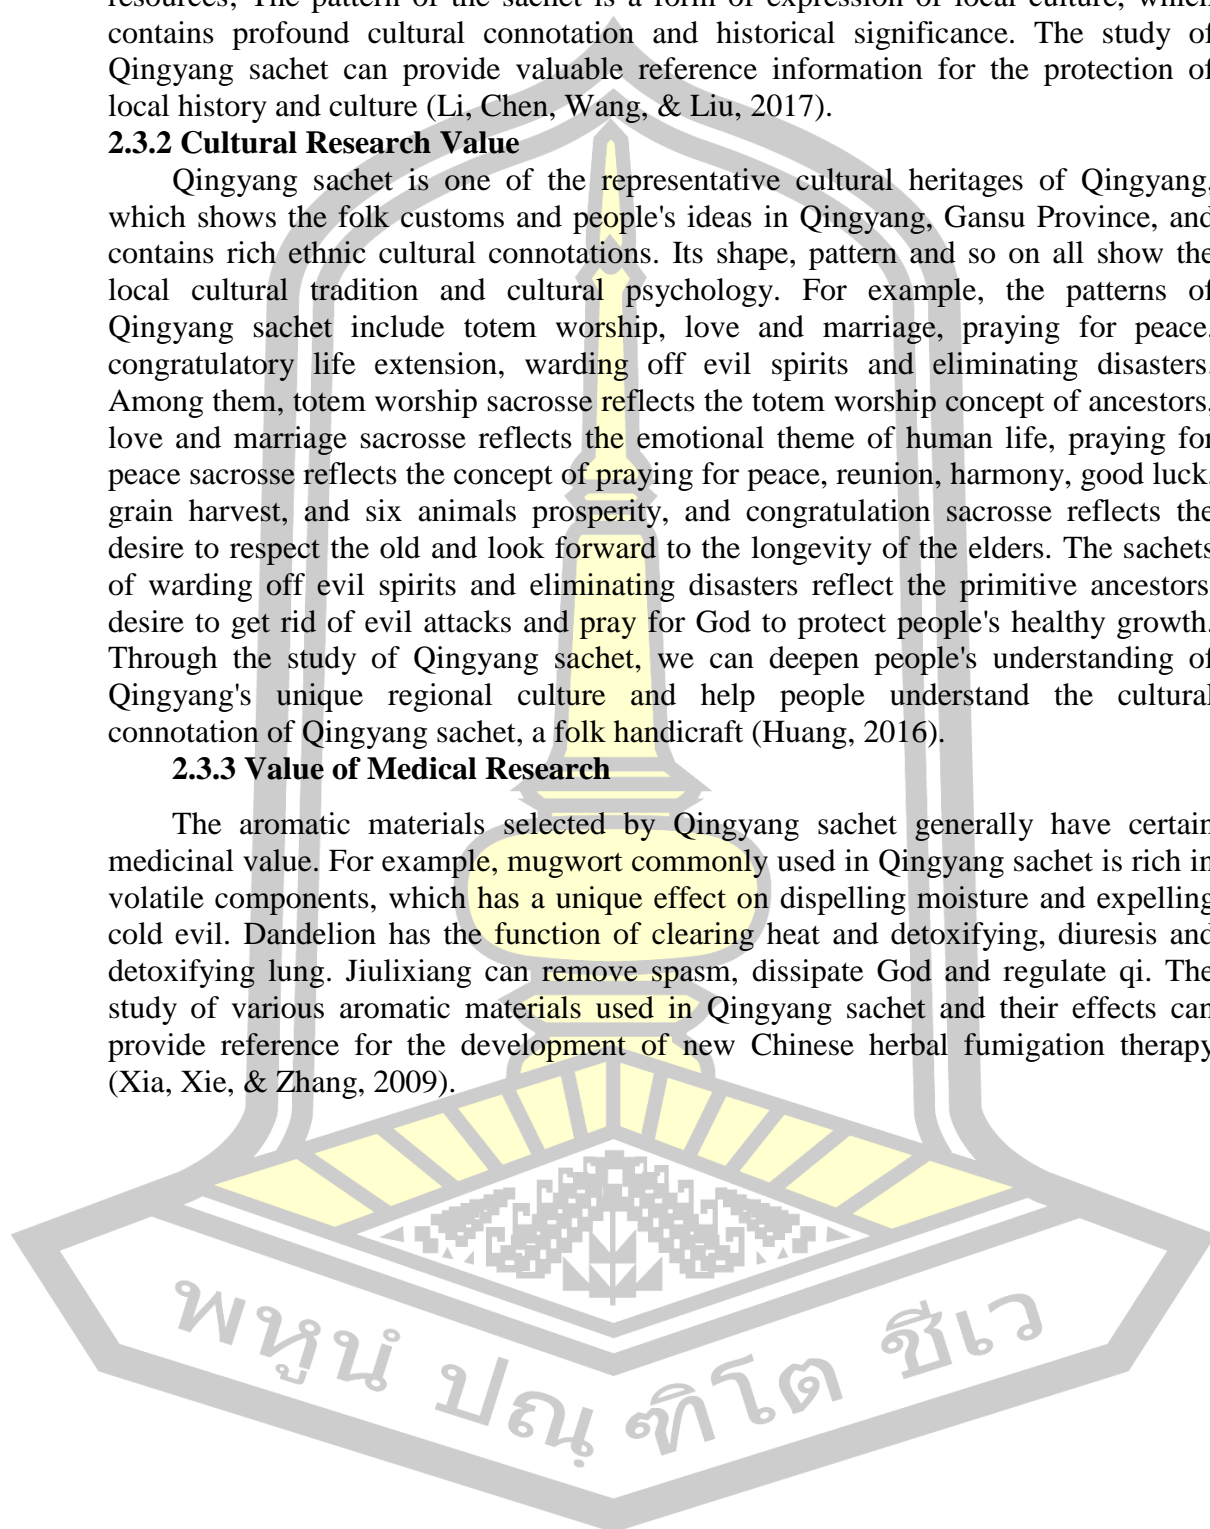 resources; The pattern of the sachet is a form of expression of local culture, which
contains profound cultural connotation and historical significance. The study of
Qingyang sachet can provide valuable reference information for the protection of
local history and culture (Li, Chen, Wang, & Liu, 2017).
2.3.2 Cultural Research Value
Qingyang sachet is one of the representative cultural heritages of Qingyang,
which shows the folk customs and people's ideas in Qingyang, Gansu Province, and
contains rich ethnic cultural connotations. Its shape, pattern and so on all show the
local cultural tradition and cultural psychology. For example, the patterns of
Qingyang sachet include totem worship, love and marriage, praying for peace,
congratulatory life extension, warding off evil spirits and eliminating disasters.
Among them, totem worship sacrosse reflects the totem worship concept of ancestors,
love and marriage sacrosse reflects the emotional theme of human life, praying for
peace sacrosse reflects the concept of praying for peace, reunion, harmony, good luck,
grain harvest, and six animals prosperity, and congratulation sacrosse reflects the
desire to respect the old and look forward to the longevity of the elders. The sachets
of warding off evil spirits and eliminating disasters reflect the primitive ancestors
desire to get rid of evil attacks and pray for God to protect people's healthy growth.
Through the study of Qingyang sachet, we can deepen people's understanding of
Qingyang's unique regional culture and help people understand the cultural
connotation of Qingyang sachet, a folk handicraft (Huang, 2016).
2.3.3 Value of Medical Research
The aromatic materials selected by Qingyang sachet generally have certain
medicinal value. For example, mugwort commonly used in Qingyang sachet is rich in
volatile components, which has a unique effect on dispelling moisture and expelling
cold evil. Dandelion has the function of clearing heat and detoxifying, diuresis and
detoxifying lung. Jiulixiang can remove spasm, dissipate God and regulate qi. The
study of various aromatic materials used in Qingyang sachet and their effects can
provide reference for the development of new Chinese herbal fumigation therapy
(Xia, Xie, & Zhang, 2009).
พหูนํ ปณฺฑิโต ชีเว